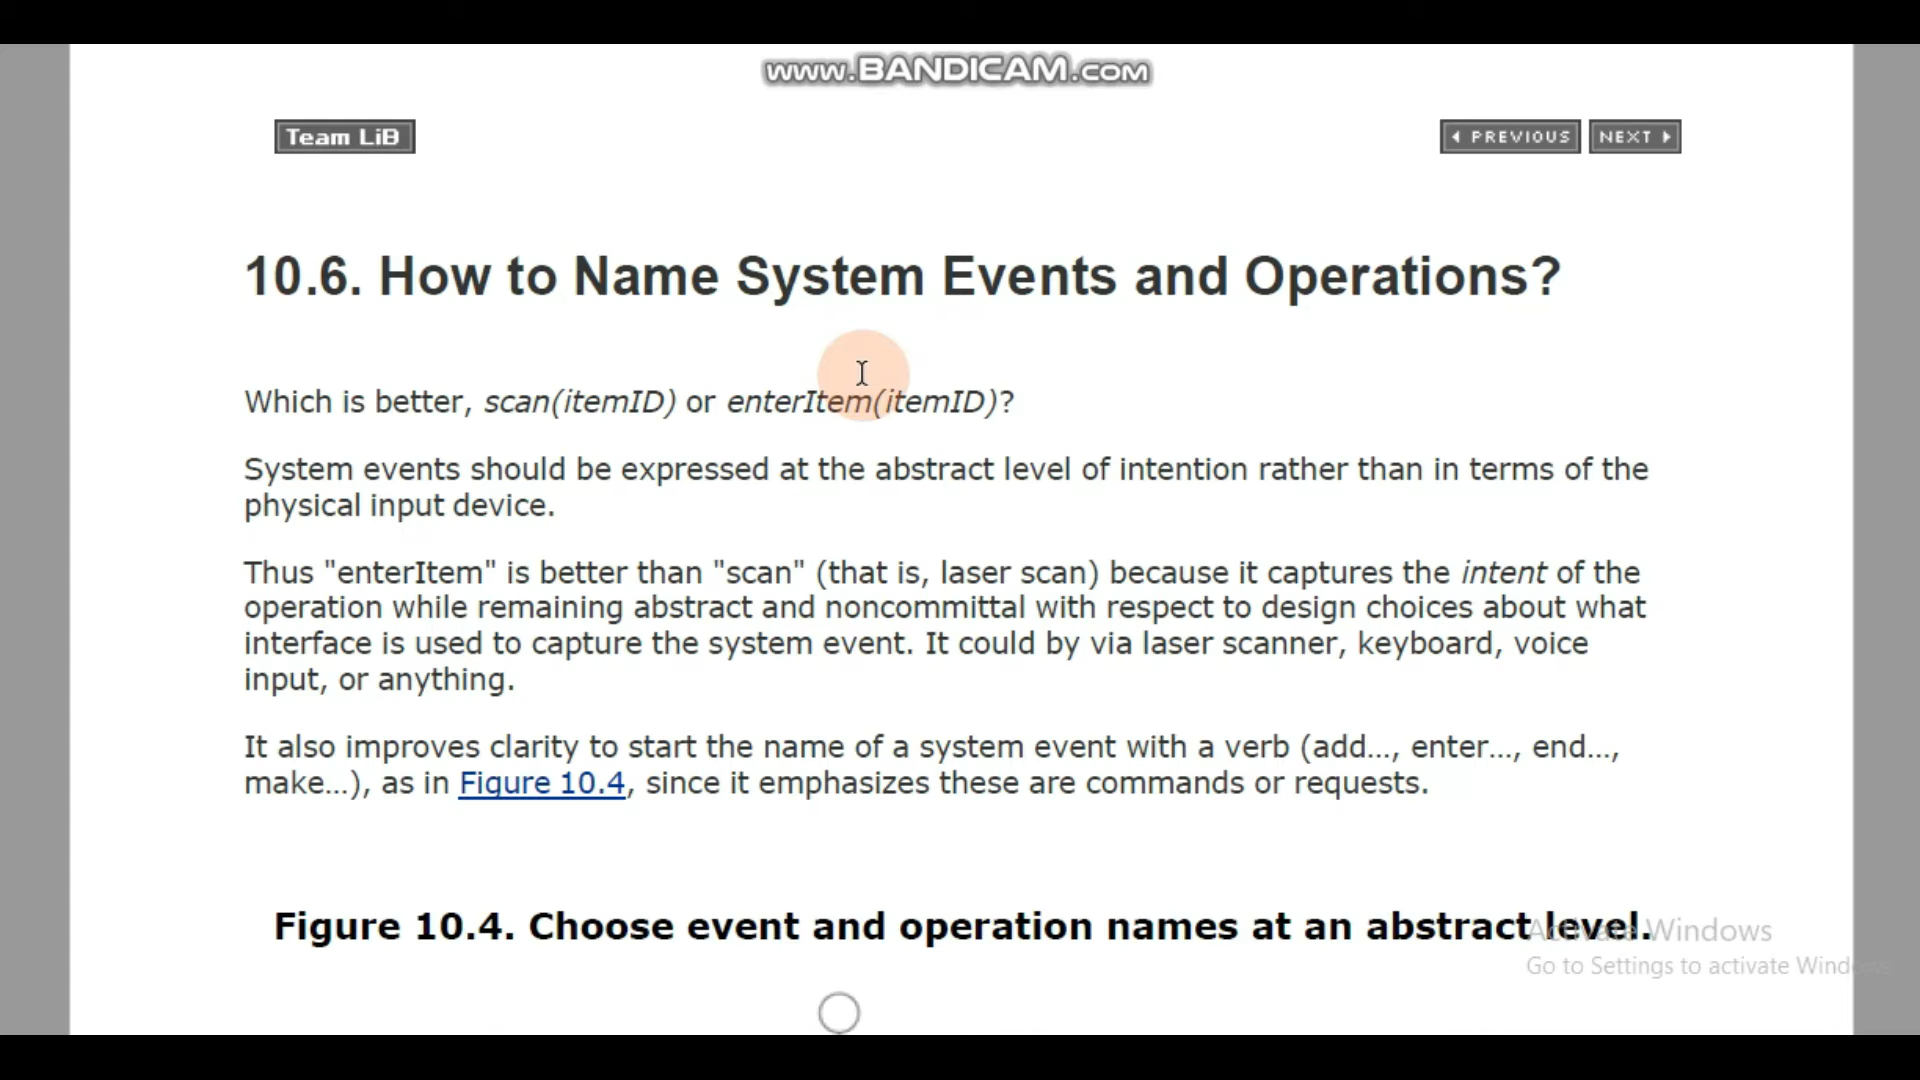 www.BANDICAM.com
Team LiB
PREVIOUS NEXT
10.6. How to Name System Events and Operations?
Which is better, scan(itemID) or enterItem(itemID)?
System events should be expressed at the abstract level of intention rather than in terms of the
physical input device.
Thus "enterItem" is better than "scan" (that is, laser scan) because it captures the intent of the
operation while remaining abstract and noncommittal with respect to design choices about what
interface is used to capture the system event. It could by via laser scanner, keyboard, voice
input, or anything.
It also improves clarity to start the name of a system event with a verb (add…, enter…, end…,
make…), as in Figure 10.4, since it emphasizes these are commands or requests.
Figure 10.4. Choose event and operation names at an abstract level.
Activate Windows
Go to Settings to activate Windows